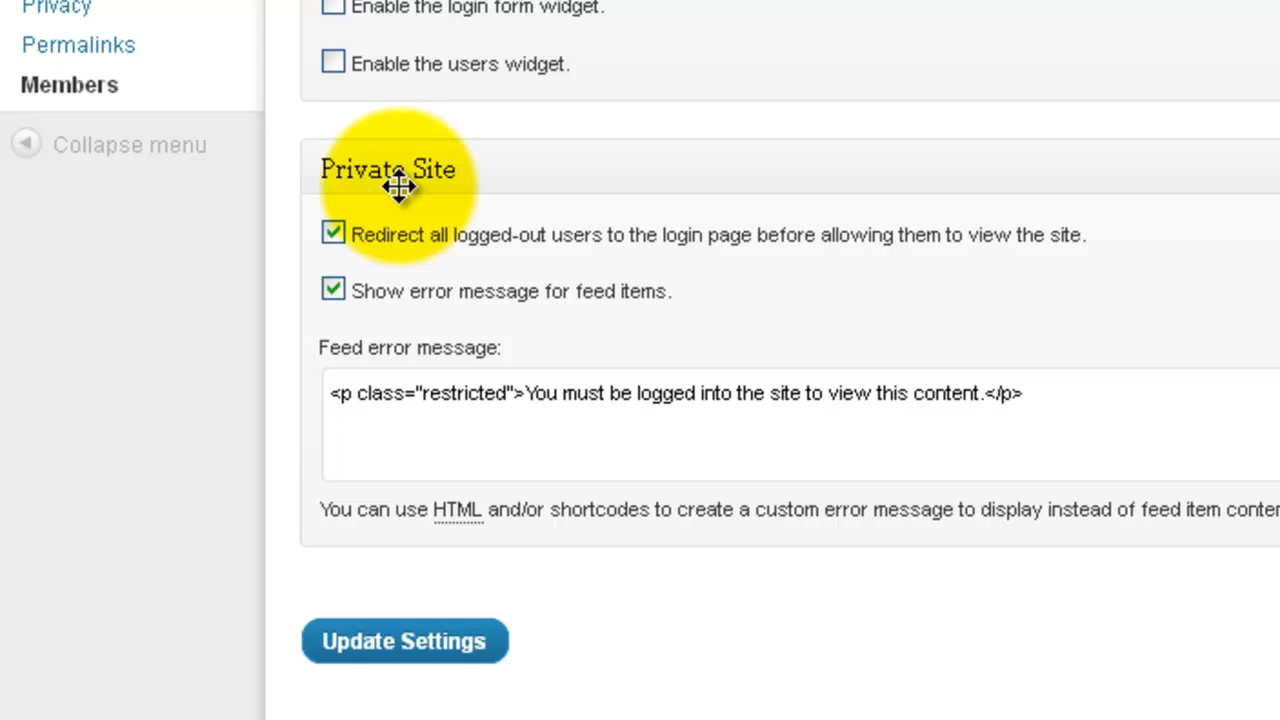 Privacy
Permalinks
Members
Collapse menu
Enable the login form widget.
Enable the users widget.
Private Site
Redirect all logged-out users to the login page before allowing them to view the site.
Show error message for feed items.
Feed error message:
<p class="restricted">You must be logged into the site to view this content.</p>
You can use HTML and/or shortcodes to create a custom error message to display instead of feed item
Update Settings